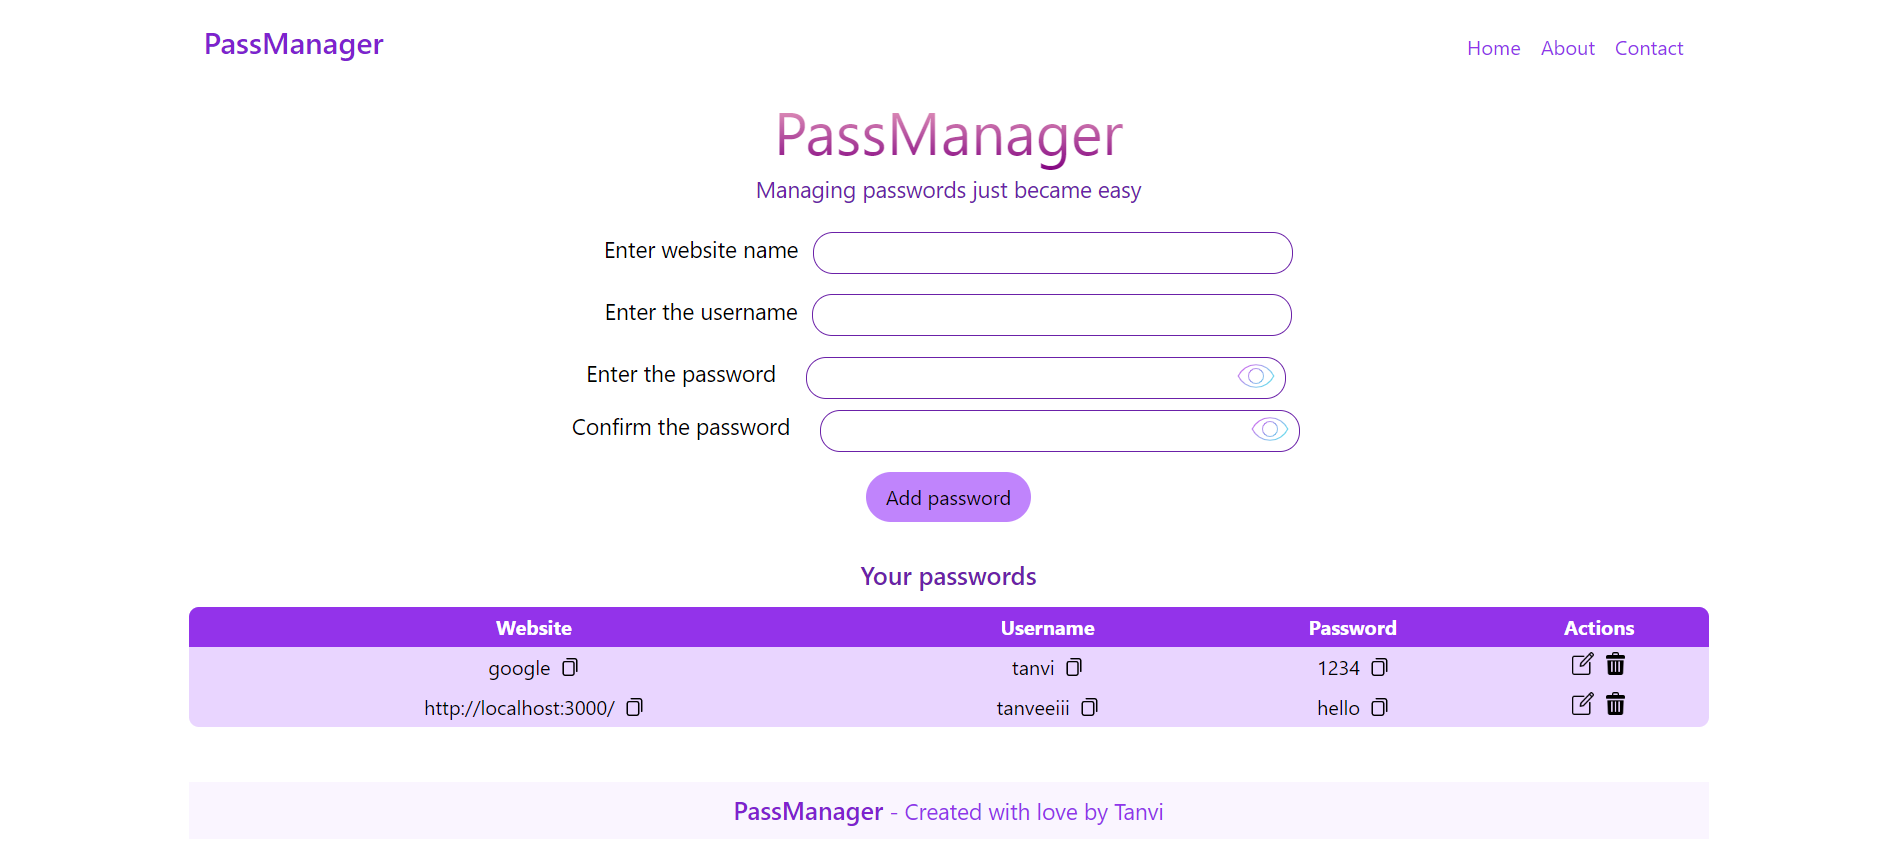 PassManager
Home About Contact
PassManager
Managing passwords just became easy
Enter website name
Enter the username
Enter the password
Confirm the password
Add password
Your passwords
Website Username Password Actions
google tanvi 1234
http://localhost:3000/ tanveeiii hello
PassManager - Created with love by Tanvi